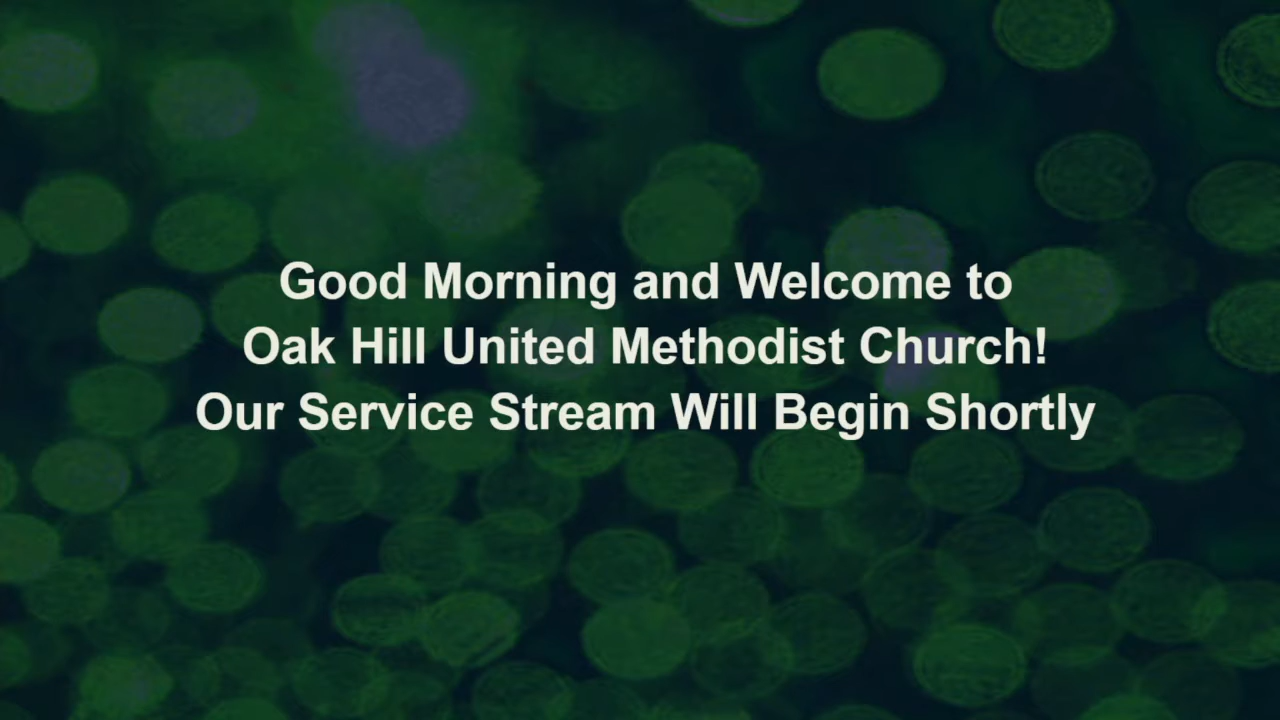 Good Morning and Welcome to
Oak Hill United Methodist Church!
Our Service Stream Will Begin Shortly